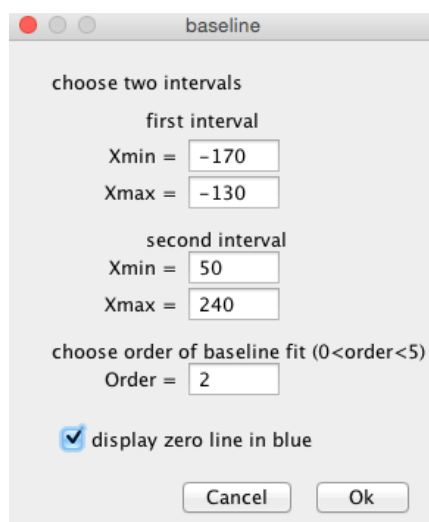 baseline
choose two intervals
first interval
Xmin = -170
Xmax = -130
second interval
Xmin = 50
Xmax = 240
choose order of baseline fit (0<order<5)
Order = 2
display zero line in blue
Cancel Ok